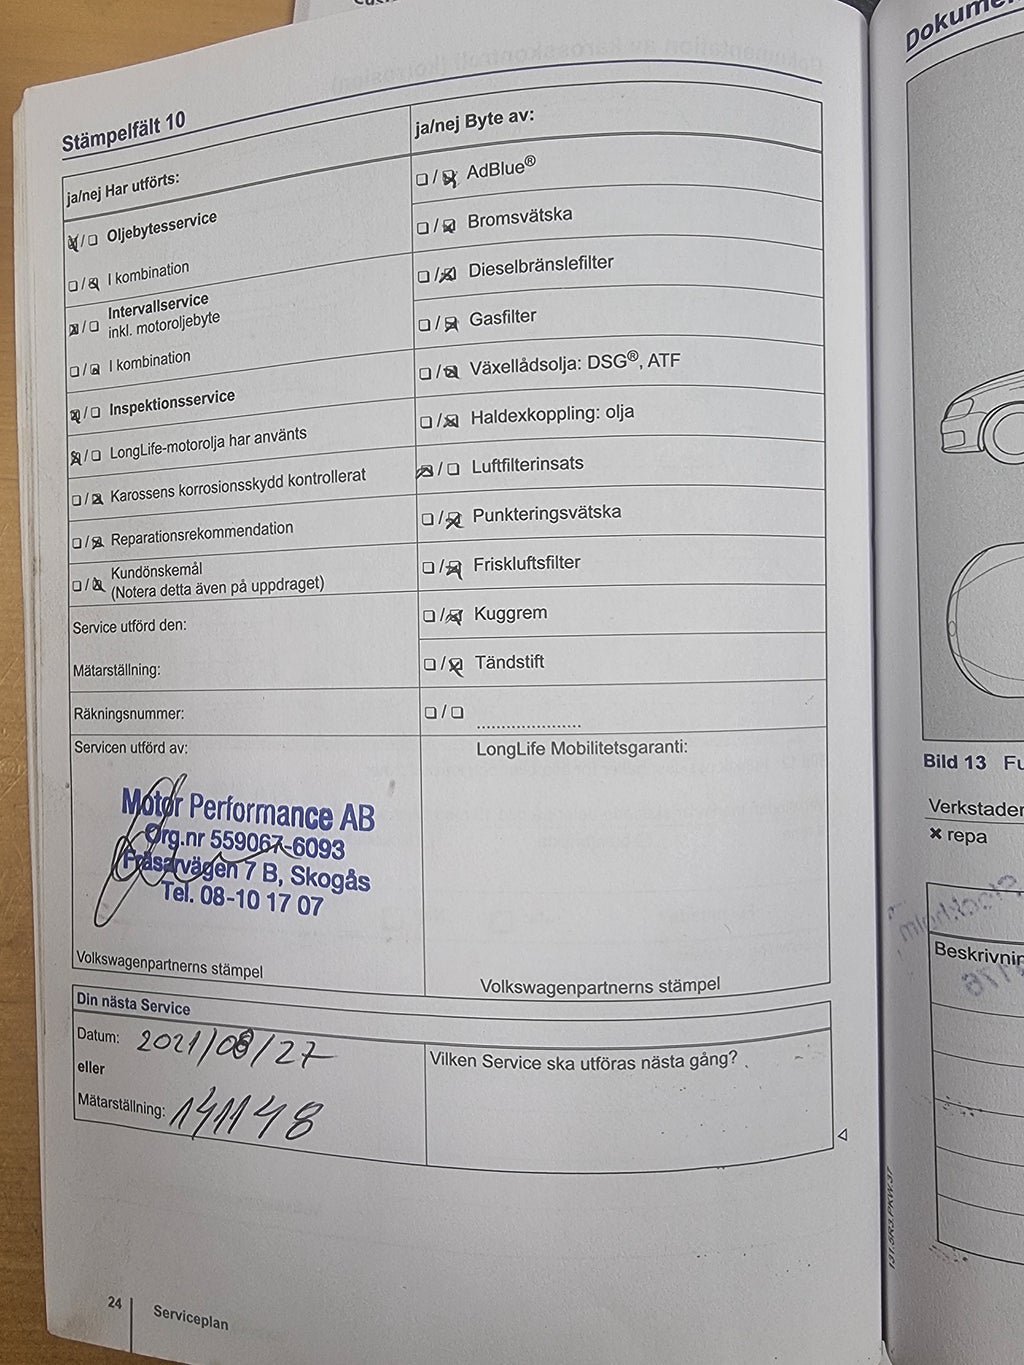 Stämpelfält 10
ja/nej Har utförts:
Oljebytesservice
I kombination
Intervallservice
inkl. motoroljebyte
I kombination
Inspektionsservice
LongLife-motorolja har använts
Karossens korrosionsskydd kontrollerat
Reparationsrekommendation
Kundönskemål
(Notera detta även på uppdraget)
Service utförd den:
Mätarställning:
Räkningsnummer:
Servicen utförd av:
Motor Performance AB
Org.nr 559067-6093
Fräsarvägen 7 B, Skogås
Tel. 08-10 17 07
Volkswagenpartnerns stämpel
ja/nej Byte av:
AdBlue®
Bromsvätska
Dieselbränslefilter
Gasfilter
Växellådsolja: DSG®, ATF
Haldexkoppling: olja
Luftfilterinsats
Punkteringsvätska
Friskluftsfilter
Kuggrem
Tändstift
LongLife Mobilitetsgaranti:
Volkswagenpartnerns stämpel
Din nästa Service
Datum: 2021/08/27
eller
Mätarställning: 141148
Vilken Service ska utföras nästa gång?
24
Serviceplan
131.5R3.PKW.37
Bild 13
✖ repa